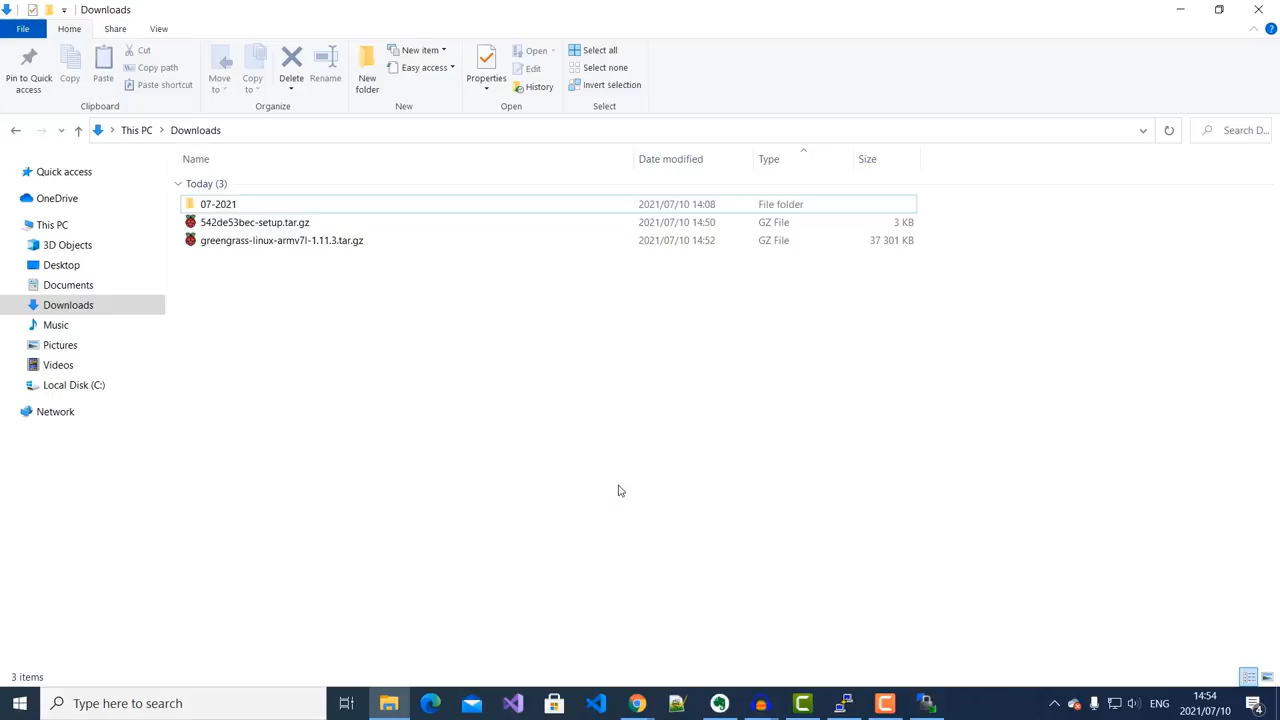 Downloads
File
Home
Share
View
Pin to Quick access
Copy
Paste
Cut
Copy path
Paste shortcut
Clipboard
Move to
Copy to
Delete
Rename
Organize
New folder
New item
Easy access
New
Properties
Open
Edit
History
Open
Select all
Select none
Invert selection
Select
This PC
Downloads
Search D...
Name
Date modified
Type
Size
Today (3)
07-2021
2021/07/10 14:08
File folder
542de53bec-setup.tar.gz
2021/07/10 14:50
GZ File
3 KB
greengrass-linux-armv7l-1.11.3.tar.gz
2021/07/10 14:52
GZ File
37 301 KB
Quick access
OneDrive
This PC
3D Objects
Desktop
Documents
Downloads
Music
Pictures
Videos
Local Disk (C:)
Network
3 items
Type here to search
ENG
14:54
2021/07/10
4